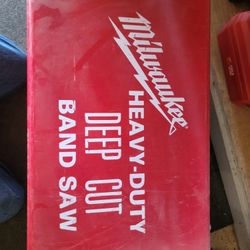 Milwaukee
HEAVY-DUTY
DEEP CUT
BAND SAW